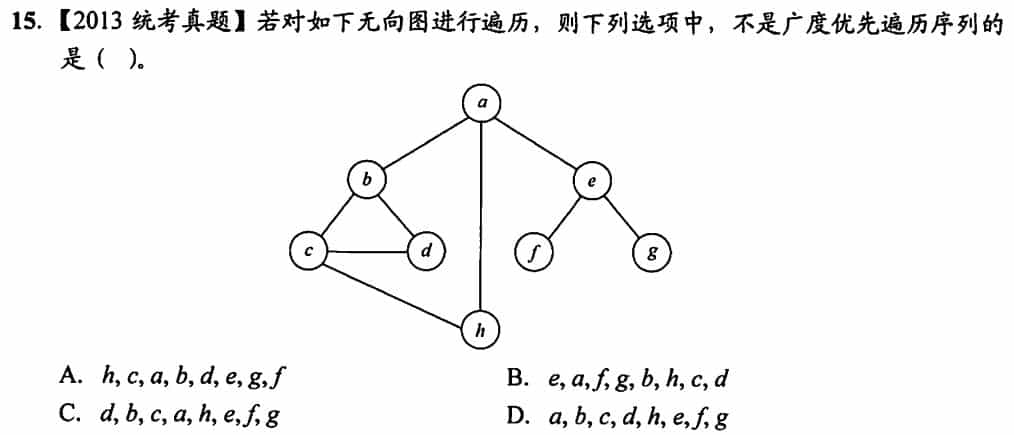 15.【2013 统考真题】若对如下无向图进行遍历，则下列选项中，不是广度优先遍历序列的
是（ ）。
a
b
e
c
d
f
g
h
A. h, c, a, b, d, e, g, f
B. e, a, f, g, b, h, c, d
C. d, b, c, a, h, e, f, g
D. a, b, c, d, h, e, f, g